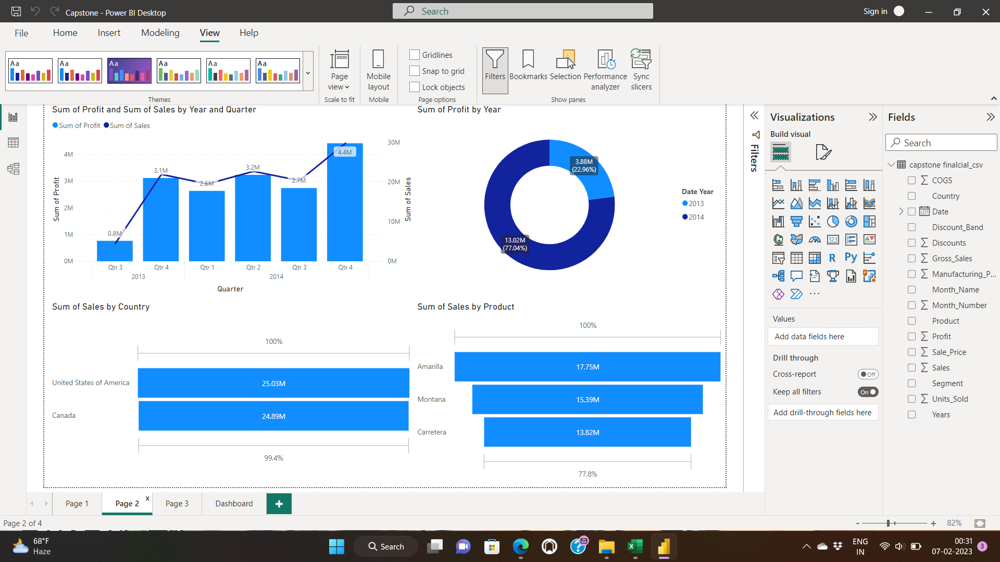 Capstone - Power BI Desktop
Search
Sign in
File Home Insert Modeling View Help
Aa Aa Aa Aa Aa Aa
Page view
Mobile layout
Gridlines
Snap to grid
Lock objects
Filters
Bookmarks
Selection
Performance analyzer
Sync slicers
Themes
Scale to fit
Mobile
Page options
Show panes
Sum of Profit and Sum of Sales by Year and Quarter
Sum of Profit Sum of Sales
Sum of Profit
4M
3M
2M
1M
0M
0.8M
3.1M
2.6M
3.2M
2.7M
4.4M
30M
20M
10M
0M
Sum of Sales
Qtr 3 Qtr 4 Qtr 1 Qtr 2 Qtr 3 Qtr 4
2013 2014
Quarter
Sum of Profit by Year
3.88M
(22.96%)
13.02M
(77.04%)
Date Year
2013
2014
Sum of Sales by Country
100%
United States of America 25.03M
Canada 24.89M
99.4%
Sum of Sales by Product
100%
Amarilla 17.75M
Montana 15.39M
Carretera 13.82M
77.8%
Filters
Visualizations
Build visual
123
R
Py
...
Values
Add data fields here
Drill through
Cross-report Off
Keep all filters On
Add drill-through fields here
Fields
Search
capstone finalcial_csv
COGS
Country
Date
Discount_Band
Discounts
Gross_Sales
Manufacturing_P...
Month_Name
Month_Number
Product
Profit
Sale_Price
Sales
Segment
Units_Sold
Years
Page 1 Page 2 x Page 3 Dashboard +
Page 2 of 4
- + 82%
68°F
Haze
Search
ENG
IN
00:31
07-02-2023
3